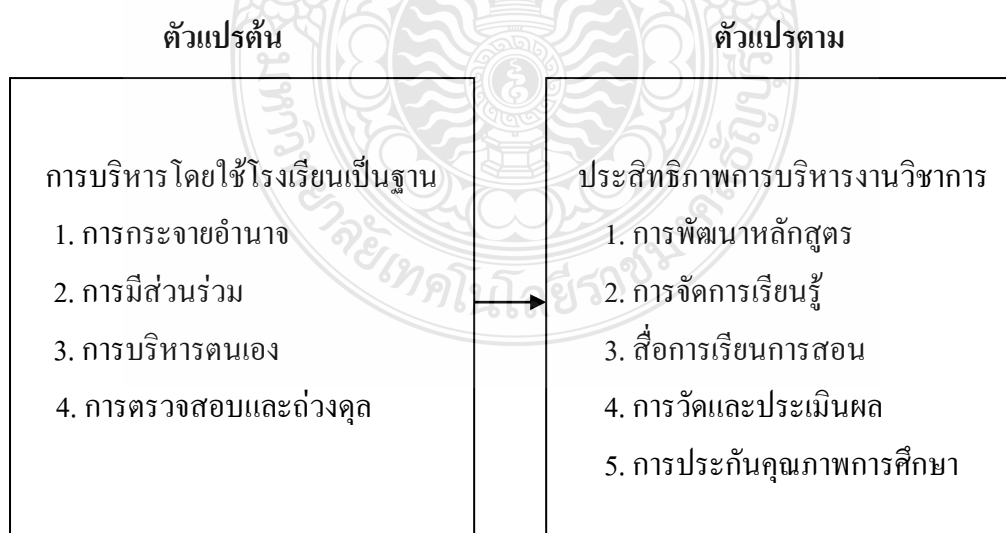 ตัวแปรต้น
ตัวแปรตาม
การบริหารโดยใช้โรงเรียนเป็นฐาน
1. การกระจายอำนาจ
2. การมีส่วนร่วม
3. การบริหารตนเอง
4. การตรวจสอบและถ่วงดุล
ประสิทธิภาพการบริหารงานวิชาการ
1. การพัฒนาหลักสูตร
2. การจัดการเรียนรู้
3. สื่อการเรียนการสอน
4. การวัดและประเมินผล
5. การประกันคุณภาพการศึกษา